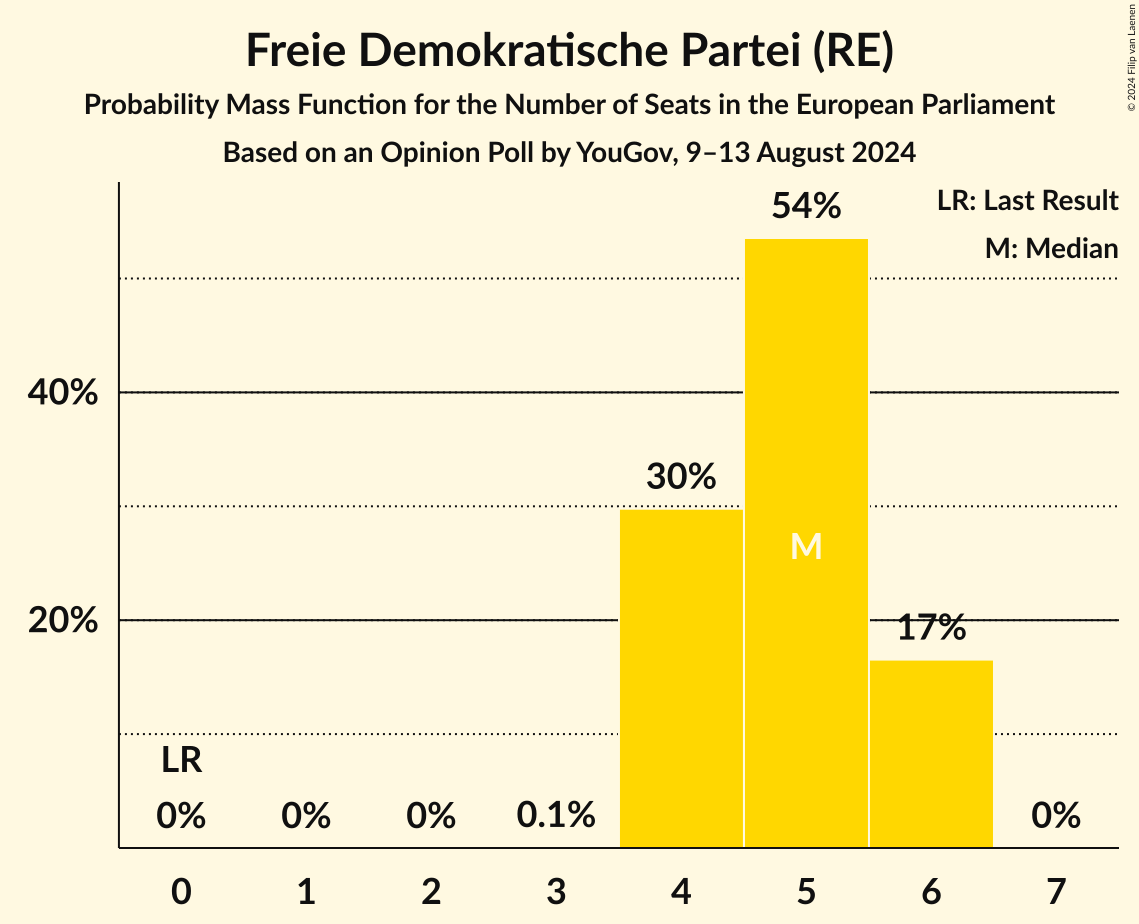 Freie Demokratische Partei (RE)
Probability Mass Function for the Number of Seats in the European Parliament
Based on an Opinion Poll by YouGov, 9–13 August 2024
© 2024 Filip van Laenen
LR: Last Result
M: Median
54%
40%
30%
M
20%
17%
LR
0%
0%
0%
0.1%
0%
0 1 2 3 4 5 6 7